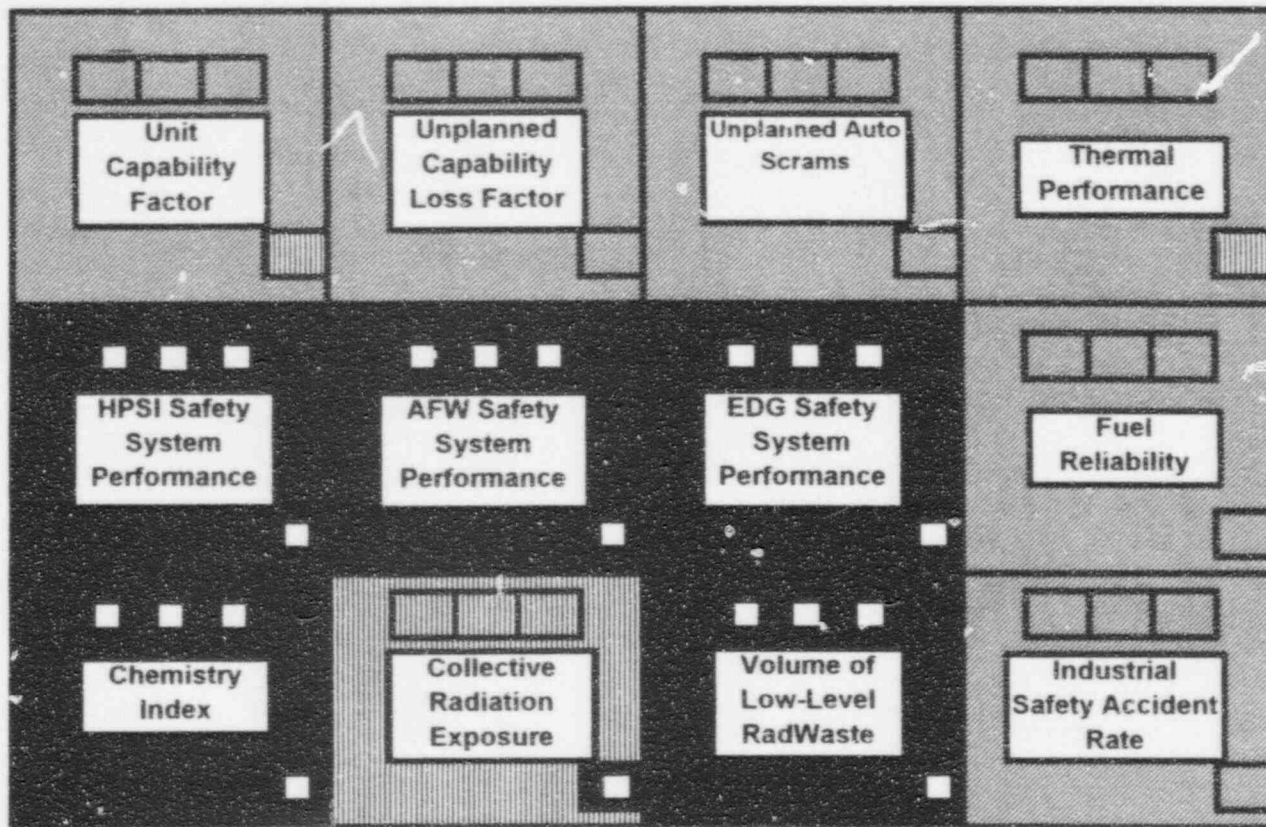 Unit
Capability
Factor
Unplanned
Capability
Loss Factor
Unplanned Auto
Scrams
Thermal
Performance
HPSI Safety
System
Performance
AFW Safety
System
Performance
EDG Safety
System
Performance
Fuel
Reliability
Chemistry
Index
Collective
Radiation
Exposure
Volume of
Low-Level
RadWaste
Industrial
Safety Accident
Rate